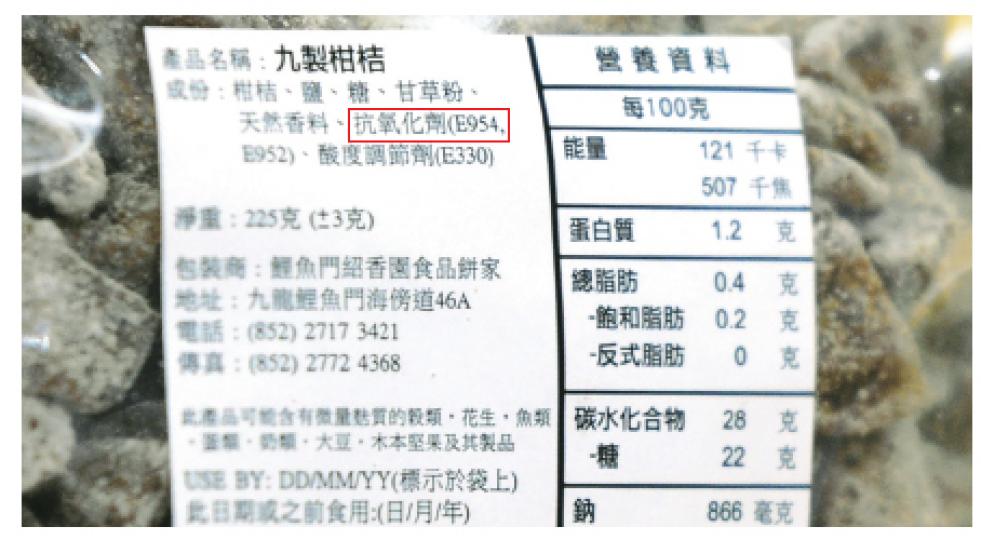 產品名稱：九製柑桔
成份：柑桔、鹽、糖、甘草粉、
天然香料、抗氧化劑(E954,
E952)、酸度調節劑(E330)
淨重：225克 (±3克)
包裝商：鯉魚門紹香園食品餅家
地址：九龍鯉魚門海傍道46A
電話：(852) 2717 3421
傳真：(852) 2772 4368
此產品可能含有微量麩質的穀類，花生，魚類
，蛋類，奶類，大豆，木本堅果及其製品
USE BY: DD/MM/YY(標示於袋上)
此日期或之前食用:(日/月/年)
營養資料
每100克
能量 121 千卡
507 千焦
蛋白質 1.2 克
總脂肪 0.4 克
-飽和脂肪 0.2 克
-反式脂肪 0 克
碳水化合物 28 克
-糖 22 克
鈉 866 毫克